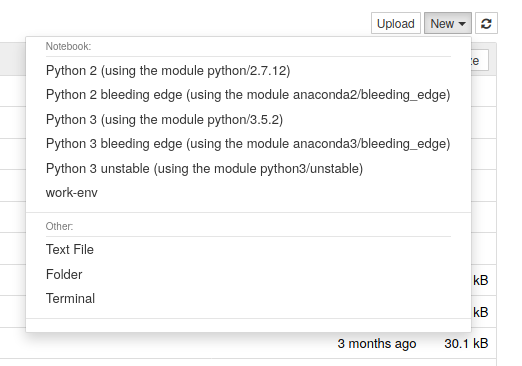 Upload New
Notebook:
Python 2 (using the module python/2.7.12)
Python 2 bleeding edge (using the module anaconda2/bleeding_edge)
Python 3 (using the module python/3.5.2)
Python 3 bleeding edge (using the module anaconda3/bleeding_edge)
Python 3 unstable (using the module python3/unstable)
work-env
Other:
Text File
Folder
Terminal
kB
kB
3 months ago 30.1 kB